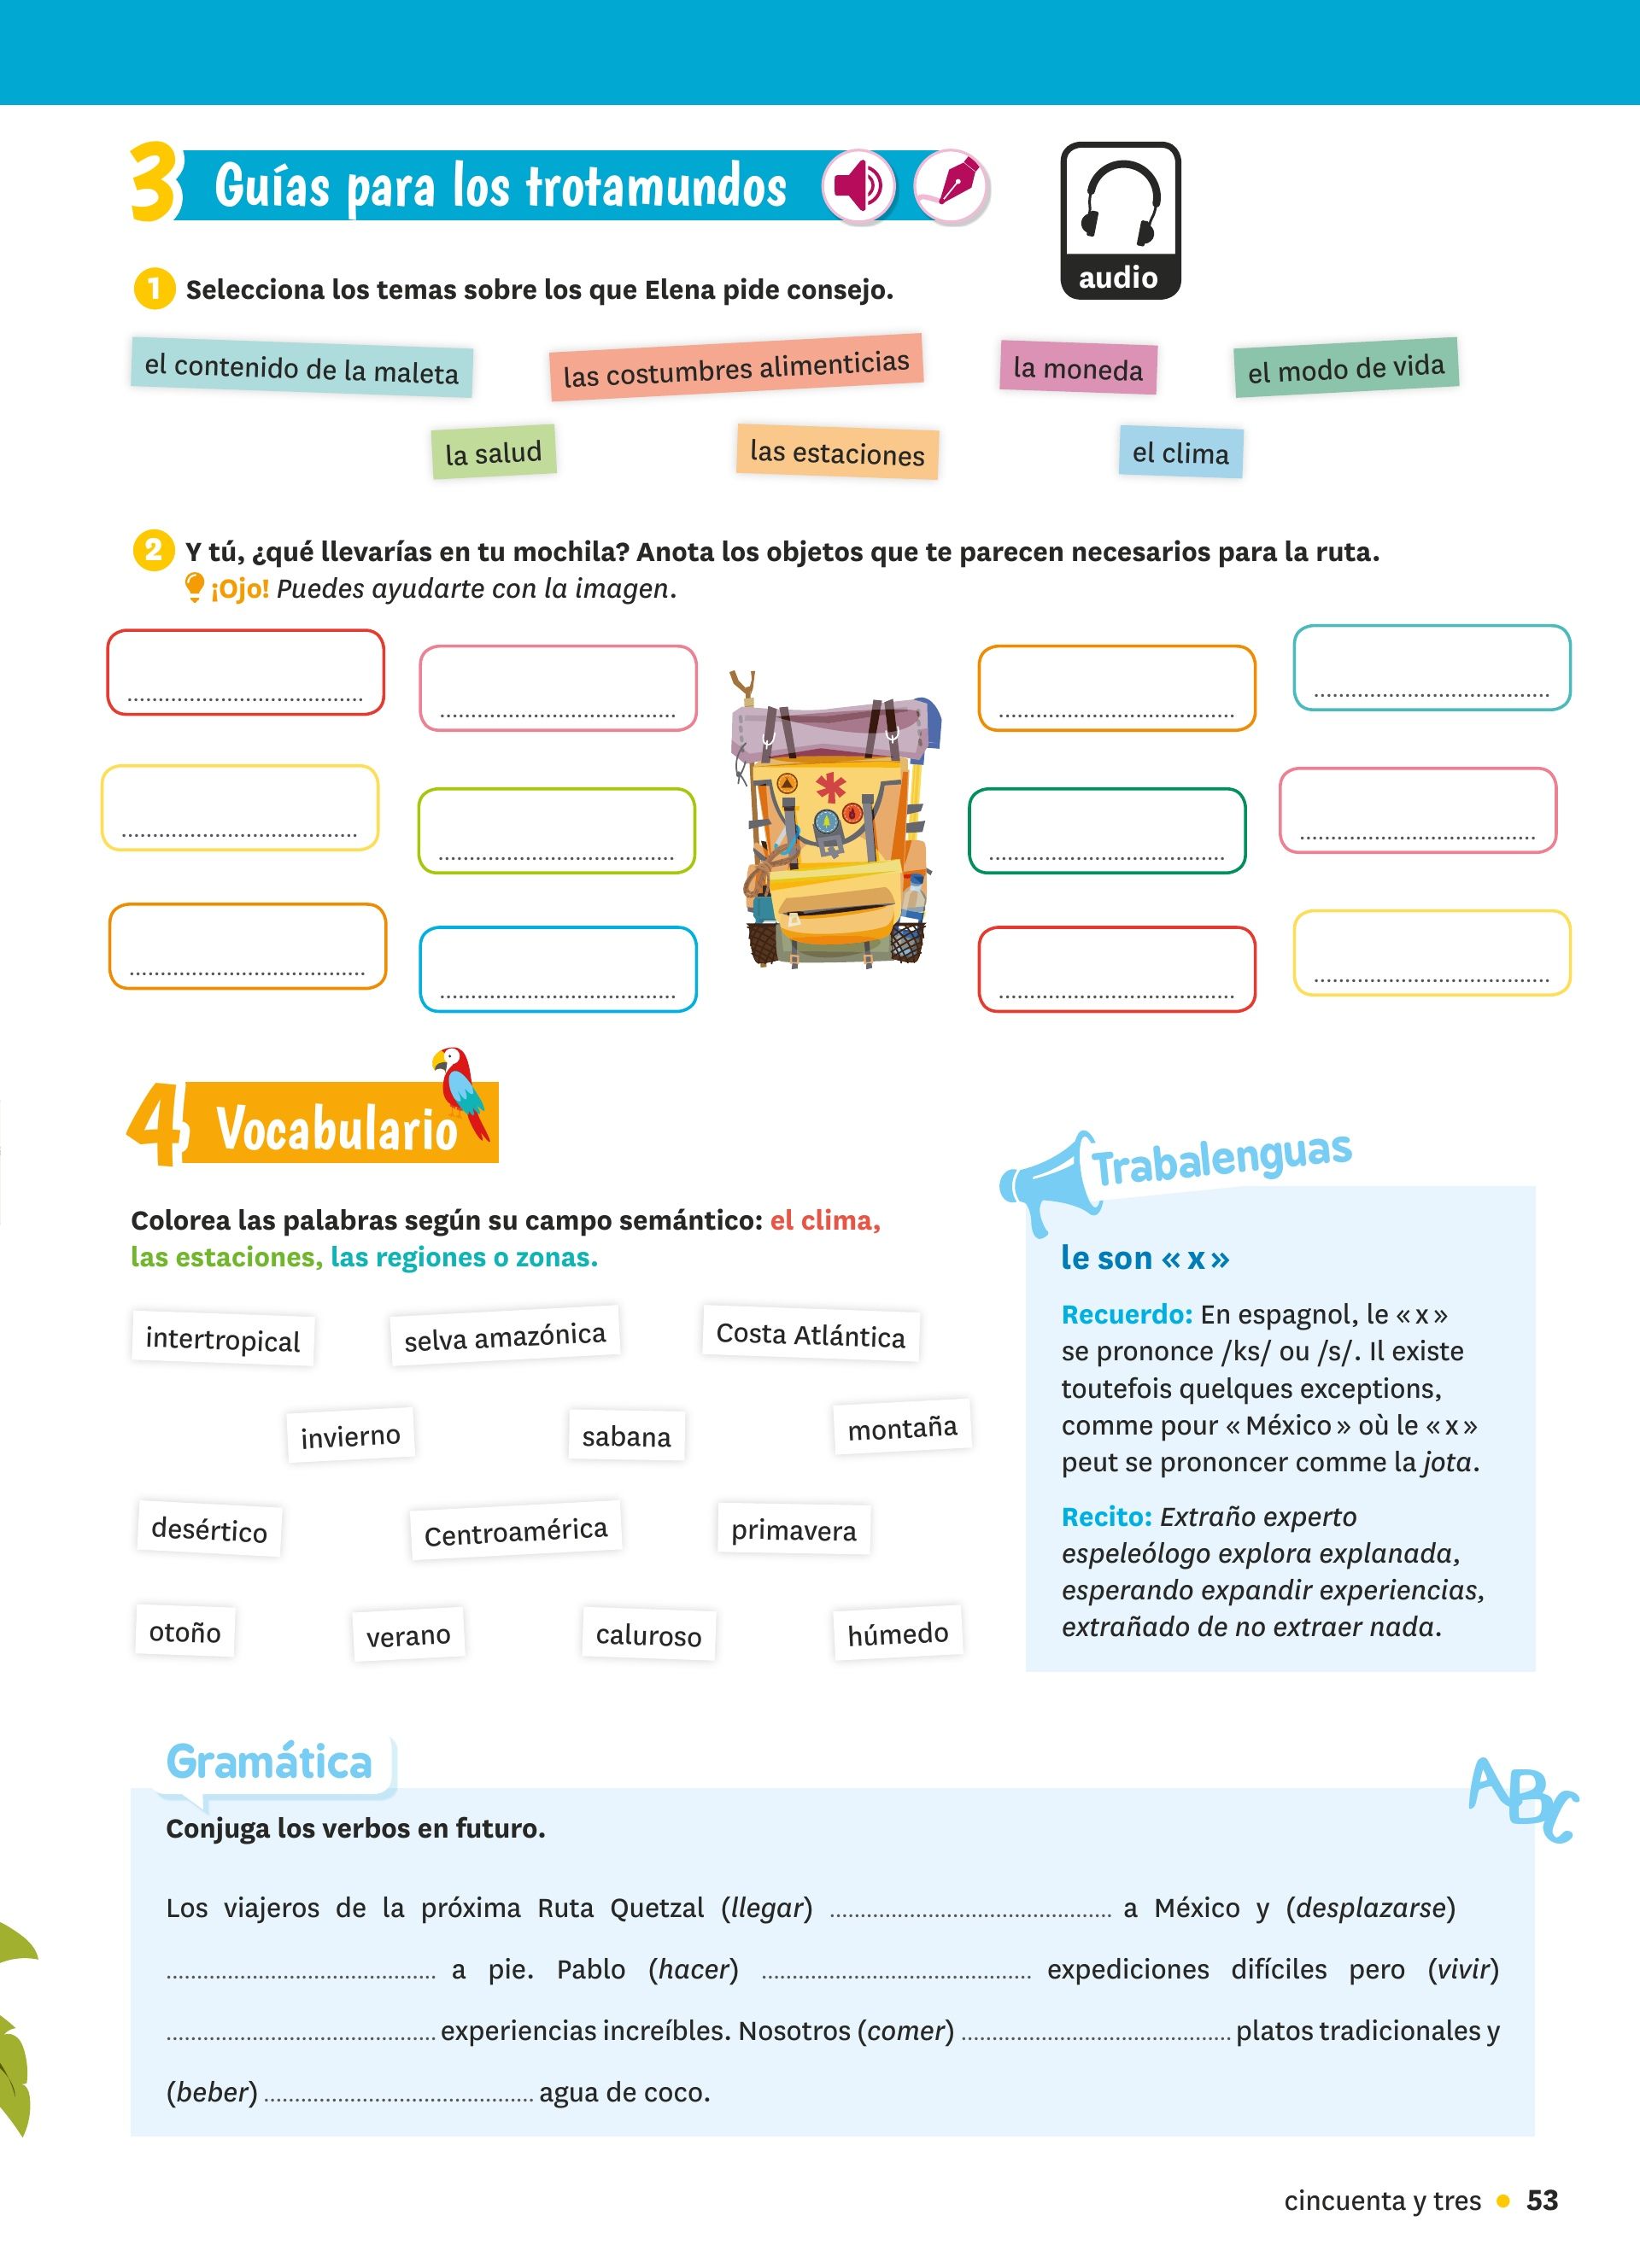 3 Guías para los trotamundos
audio
1 Selecciona los temas sobre los que Elena pide consejo.
el contenido de la maleta
las costumbres alimenticias
la moneda
el modo de vida
la salud
las estaciones
el clima
2 Y tú, ¿qué llevarías en tu mochila? Anota los objetos que te parecen necesarios para la ruta.
¡Ojo! Puedes ayudarte con la imagen.
4 Vocabulario
Colorea las palabras según su campo semántico: el clima,
las estaciones, las regiones o zonas.
intertropical
selva amazónica
Costa Atlántica
invierno
sabana
montaña
desértico
Centroamérica
primavera
otoño
verano
caluroso
húmedo
Trabalenguas
le son « x »
Recuerdo: En espagnol, le « x »
se prononce /ks/ ou /s/. Il existe
toutefois quelques exceptions,
comme pour « México » où le « x »
peut se prononcer comme la jota.
Recito: Extraño experto
espeleólogo explora explanada,
esperando expandir experiencias,
extrañado de no extraer nada.
Gramática
ABC
Conjuga los verbos en futuro.
Los viajeros de la próxima Ruta Quetzal (llegar) ........................................ a México y (desplazarse)
........................................ a pie. Pablo (hacer) ........................................ expediciones difíciles pero (vivir)
........................................ experiencias increíbles. Nosotros (comer) ........................................ platos tradicionales y
(beber) ........................................ agua de coco.
cincuenta y tres • 53